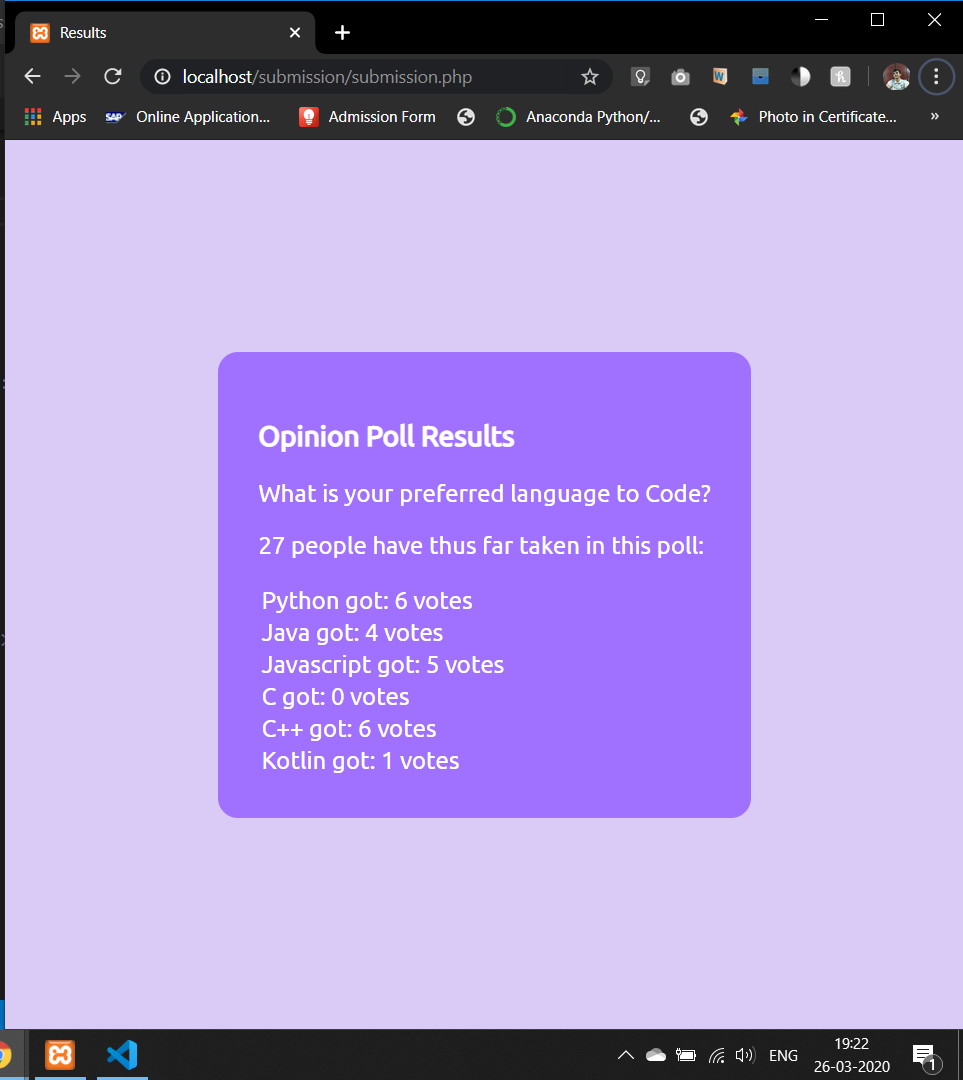 Results
localhost/submission/submission.php
Apps
SAP
Online Application...
Admission Form
Anaconda Python/...
Photo in Certificate...
»
Opinion Poll Results
What is your preferred language to Code?
27 people have thus far taken in this poll:
Python got: 6 votes
Java got: 4 votes
Javascript got: 5 votes
C got: 0 votes
C++ got: 6 votes
Kotlin got: 1 votes
ENG
19:22
26-03-2020
1